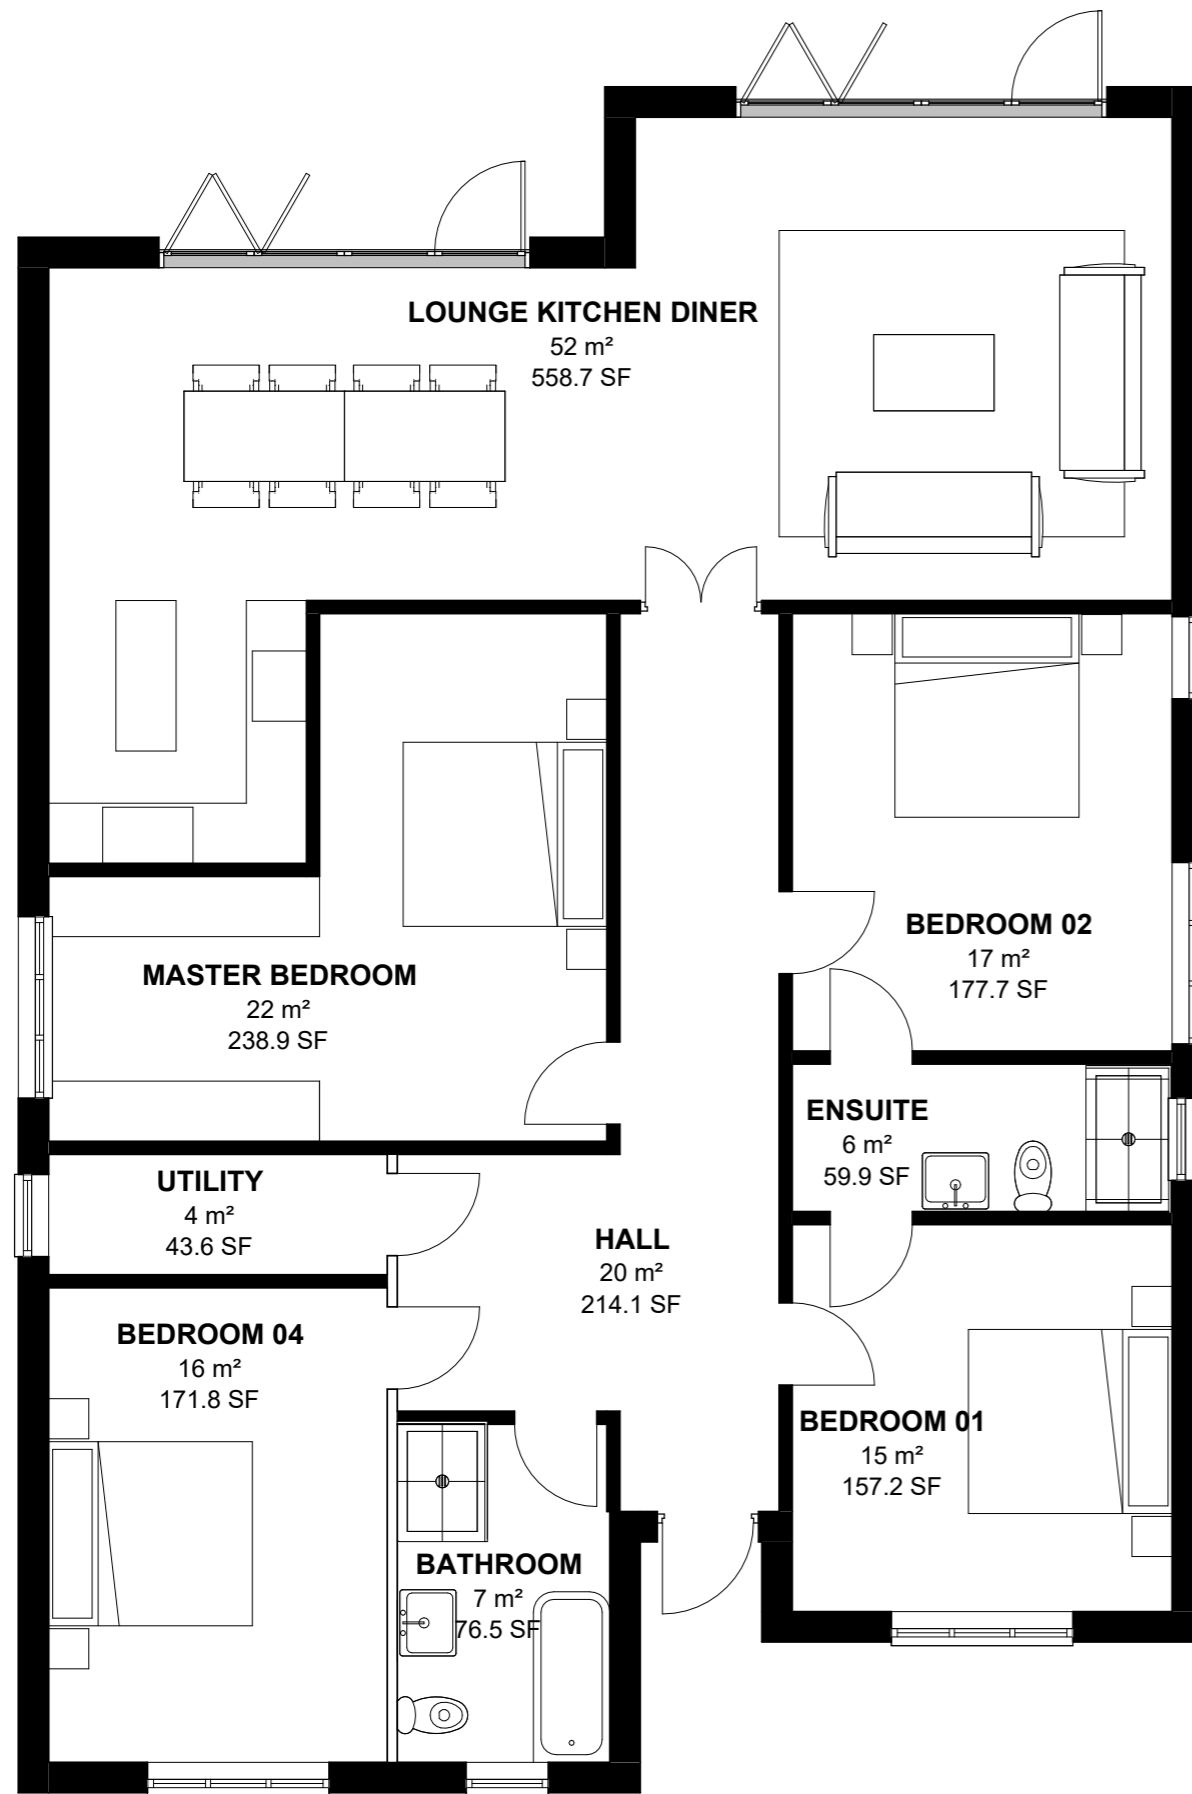 LOUNGE KITCHEN DINER
52 m²
558.7 SF
BEDROOM 02
17 m²
177.7 SF
MASTER BEDROOM
22 m²
238.9 SF
ENSUITE
6 m²
59.9 SF
UTILITY
4 m²
43.6 SF
HALL
20 m²
214.1 SF
BEDROOM 04
16 m²
171.8 SF
BEDROOM 01
15 m²
157.2 SF
BATHROOM
7 m²
76.5 SF